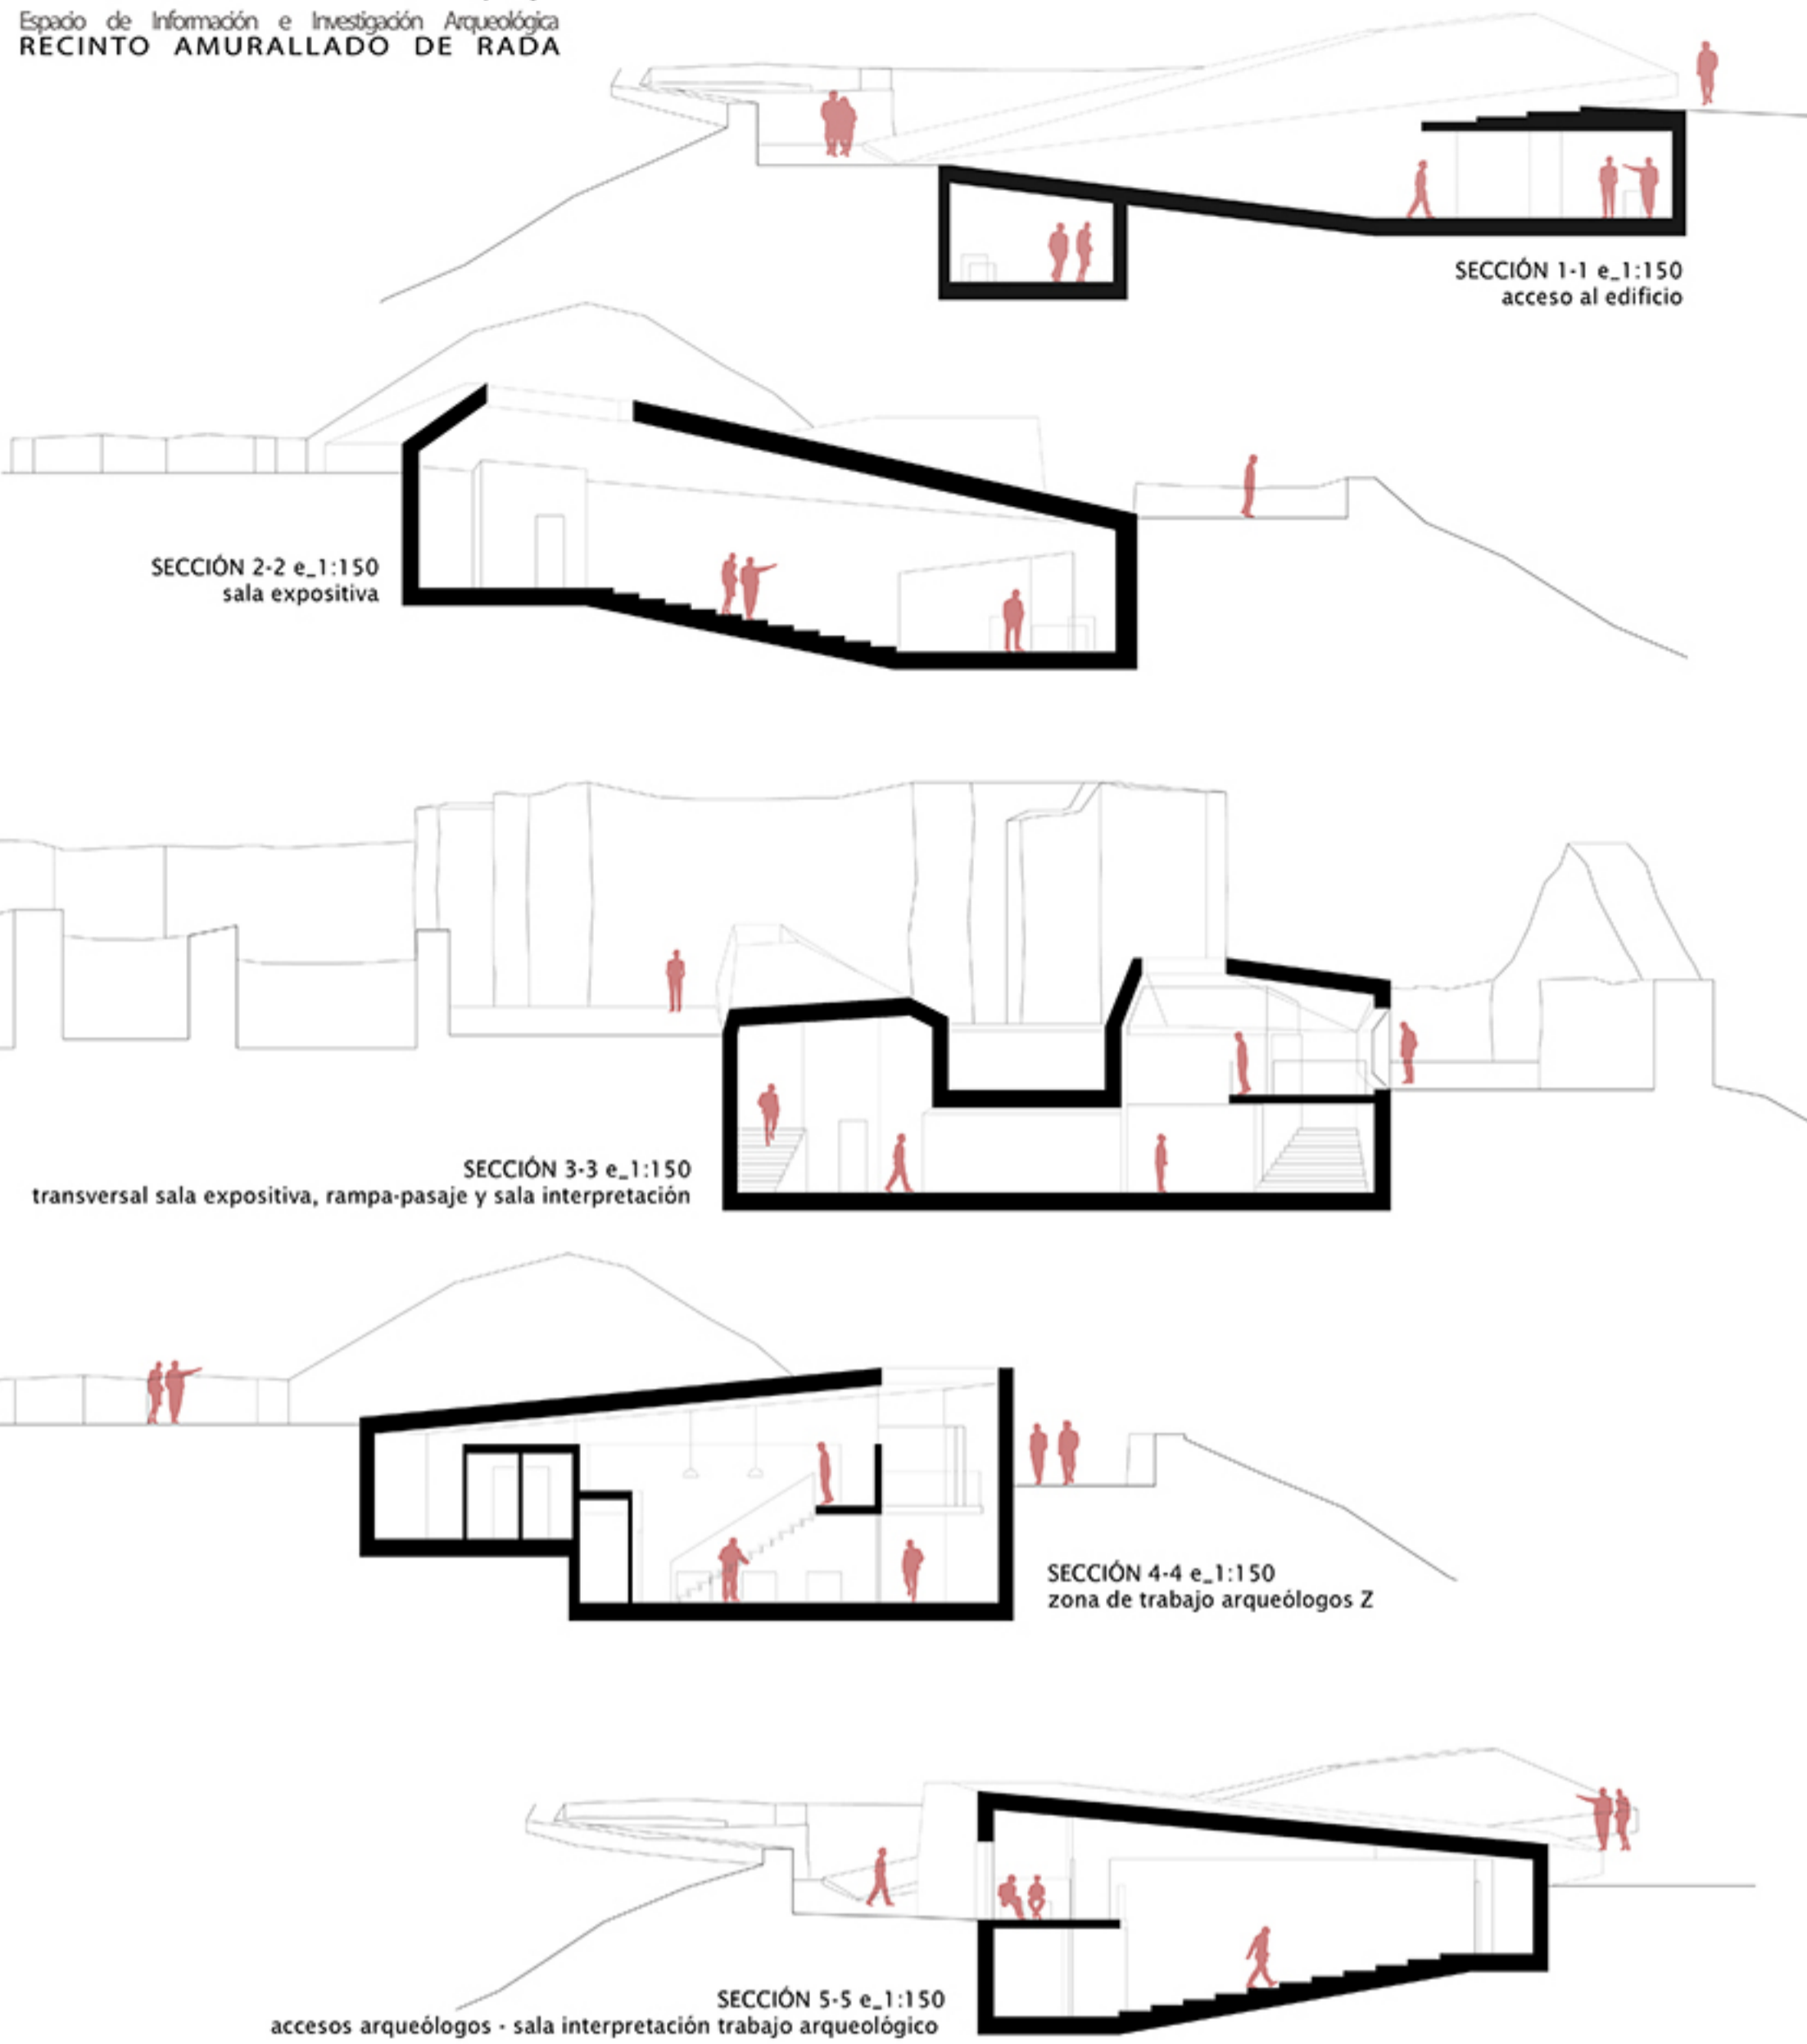 Espacio de Información e Investigación Arqueológica
RECINTO AMURALLADO DE RADA
SECCIÓN 1-1 e_1:150
acceso al edificio
SECCIÓN 2-2 e_1:150
sala expositiva
SECCIÓN 3-3 e_1:150
transversal sala expositiva, rampa-pasaje y sala interpretación
SECCIÓN 4-4 e_1:150
zona de trabajo arqueólogos Z
SECCIÓN 5-5 e_1:150
accesos arqueólogos - sala interpretación trabajo arqueológico